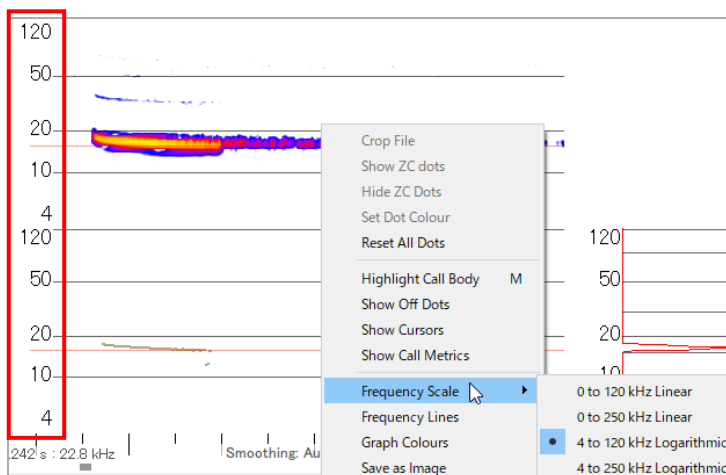 120
50
20
10
4
120
50
20
10
4
120
50
20
10
.242 s : 22.8 kHz
Smoothing: Au
Crop File
Show ZC dots
Hide ZC Dots
Set Dot Colour
Reset All Dots
Highlight Call Body M
Show Off Dots
Show Cursors
Show Call Metrics
Frequency Scale
Frequency Lines
Graph Colours
Save as Image
0 to 120 kHz Linear
0 to 250 kHz Linear
4 to 120 kHz Logarithmic
4 to 250 kHz Logarithmic